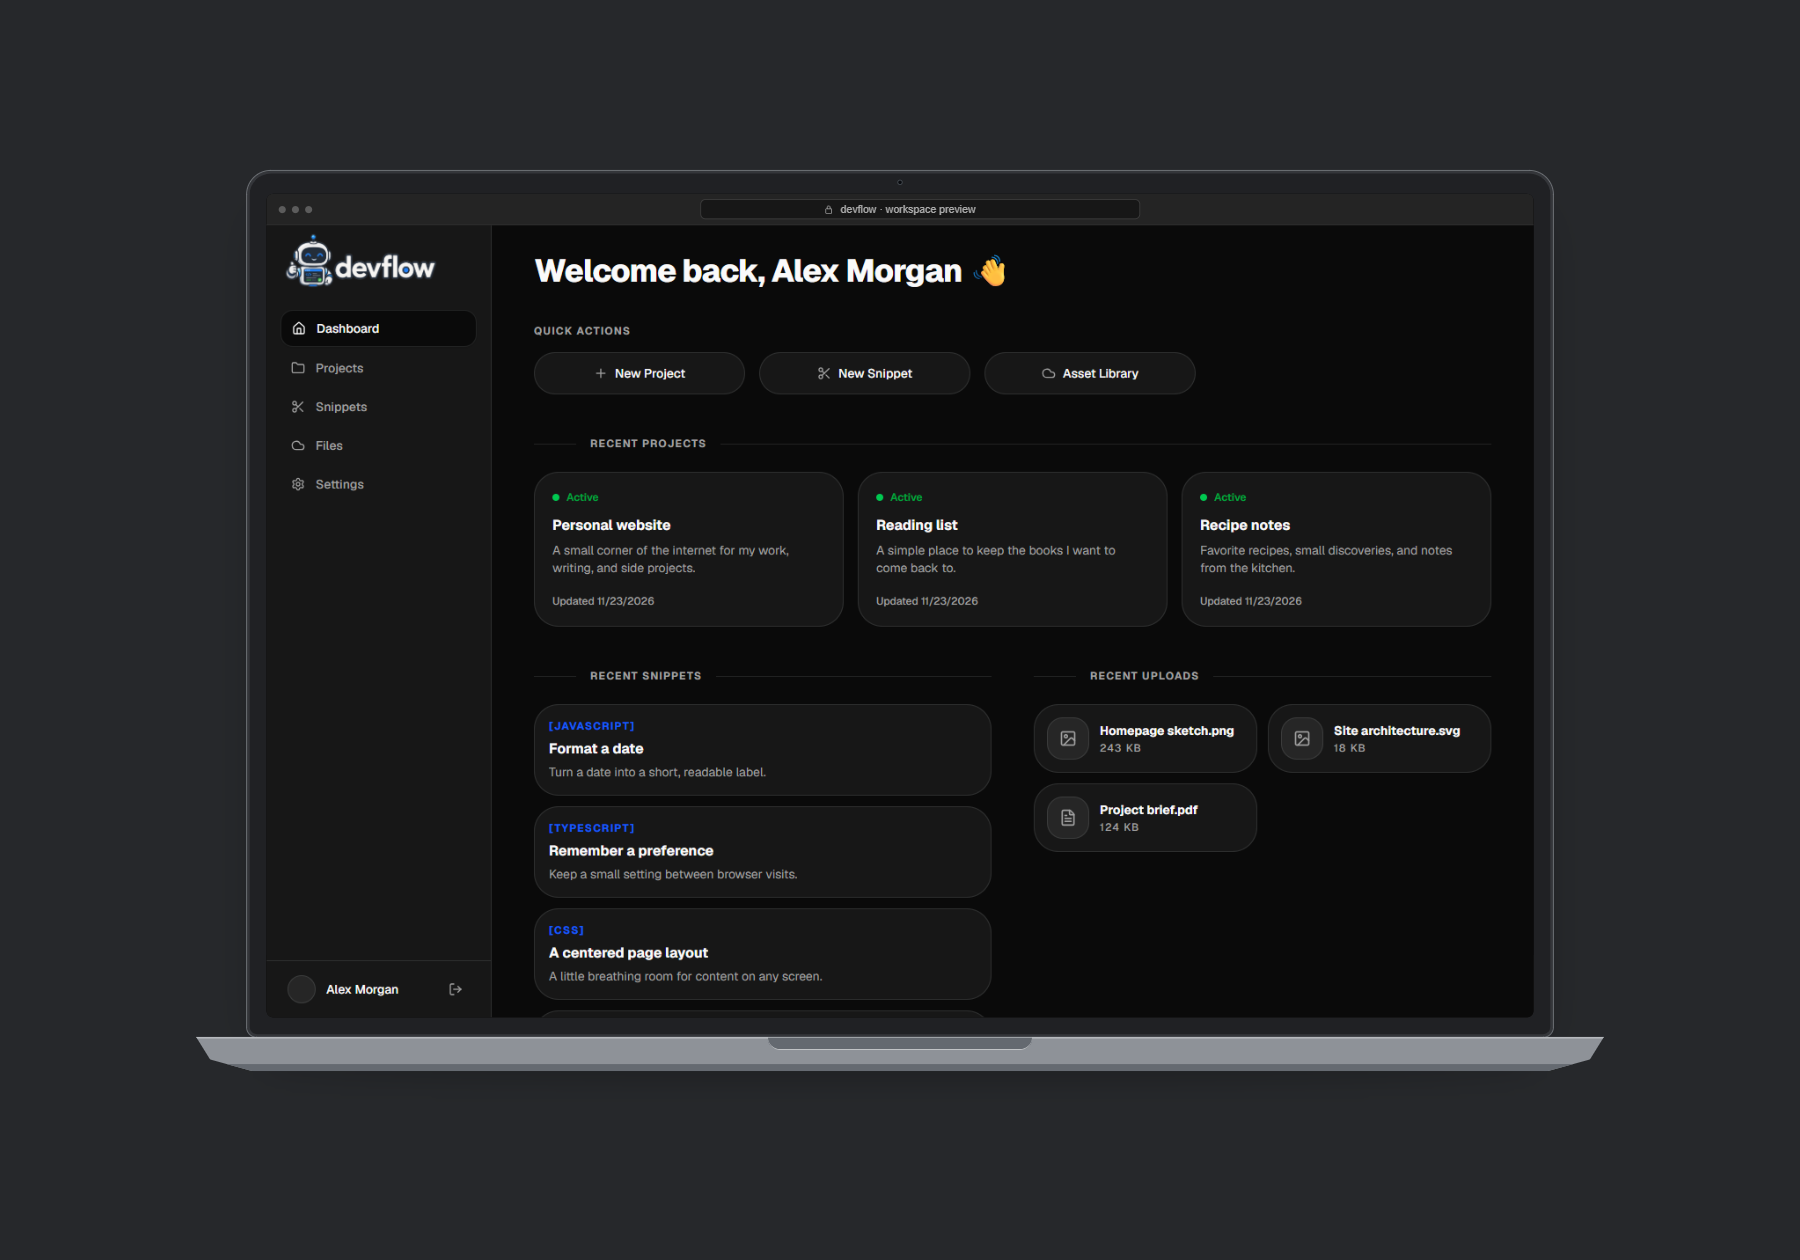 devflow · workspace preview
devflow
Dashboard
Projects
Snippets
Files
Settings
Alex Morgan
Welcome back, Alex Morgan 👋
QUICK ACTIONS
New Project
New Snippet
Asset Library
RECENT PROJECTS
Active
Personal website
A small corner of the internet for my work,
writing, and side projects.
Updated 11/23/2026
Active
Reading list
A simple place to keep the books I want to
come back to.
Updated 11/23/2026
Active
Recipe notes
Favorite recipes, small discoveries, and notes
from the kitchen.
Updated 11/23/2026
RECENT SNIPPETS
[JAVASCRIPT]
Format a date
Turn a date into a short, readable label.
[TYPESCRIPT]
Remember a preference
Keep a small setting between browser visits.
[CSS]
A centered page layout
A little breathing room for content on any screen.
RECENT UPLOADS
Homepage sketch.png
243 KB
Site architecture.svg
18 KB
Project brief.pdf
124 KB